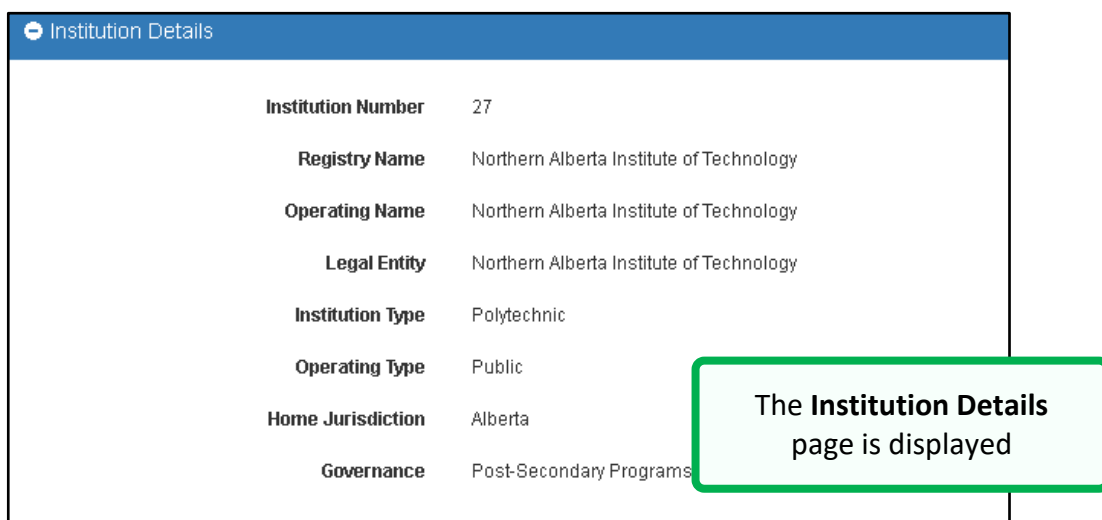 Institution Details
Institution Number 27
Registry Name Northern Alberta Institute of Technology
Operating Name Northern Alberta Institute of Technology
Legal Entity Northern Alberta Institute of Technology
Institution Type Polytechnic
Operating Type Public
Home Jurisdiction Alberta
Governance Post-Secondary Programs
The Institution Details
page is displayed